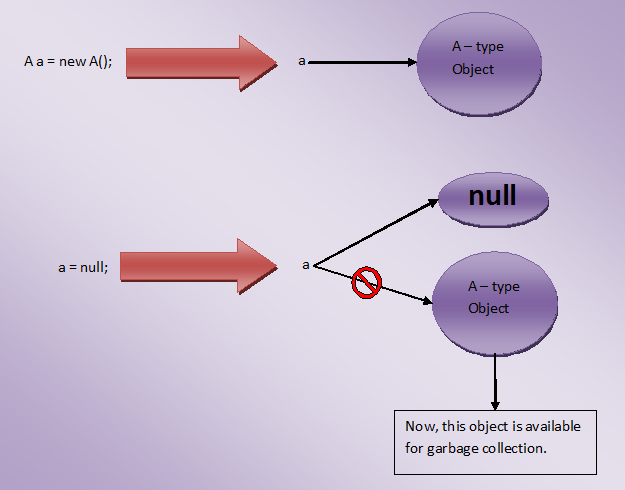 A a = new A();
a
A – type
Object
null
a = null;
a
A – type
Object
Now, this object is available
for garbage collection.